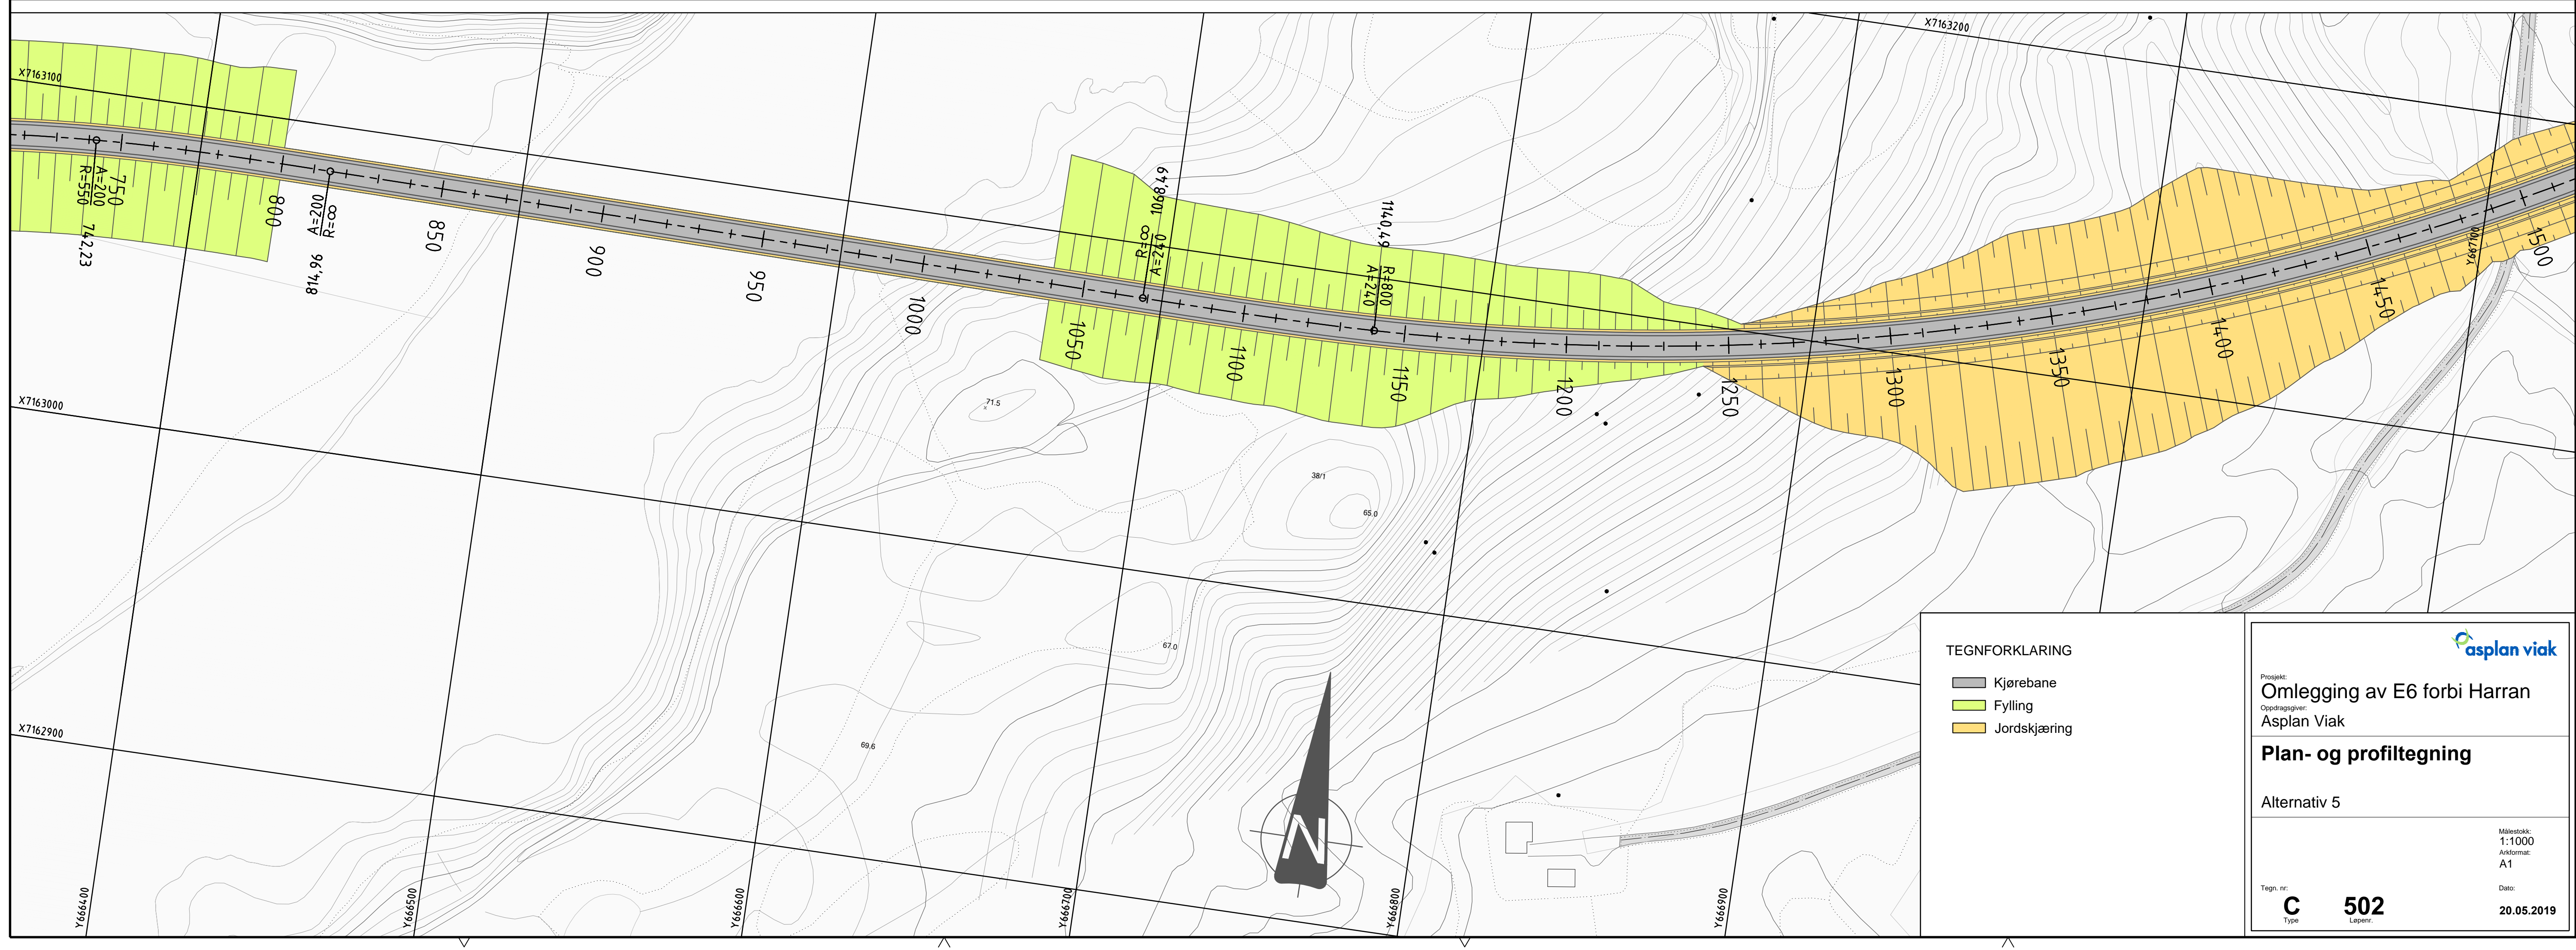 X7163200
X7163100
R=550
A=200
742,23
750
800
814,96
A=200
R=∞
850
900
950
1000
1050
R=∞
A=240
1068,49
1100
1140,49
A=240
R=800
1150
1200
1250
1300
1350
1400
1450
1500
Y667100
X7163000
71.5
38/1
65.0
67.0
69.6
X7162900
Y666400
Y666500
Y666600
Y666700
Y666800
Y666900
N
TEGNFORKLARING
Kjørebane
Fylling
Jordskjæring
asplan viak
Prosjekt:
Omlegging av E6 forbi Harran
Oppdragsgiver:
Asplan Viak
Plan- og profiltegning
Alternativ 5
Målestokk:
1:1000
Arkformat:
A1
Tegn. nr:
C
Type
502
Løpenr.
Dato:
20.05.2019